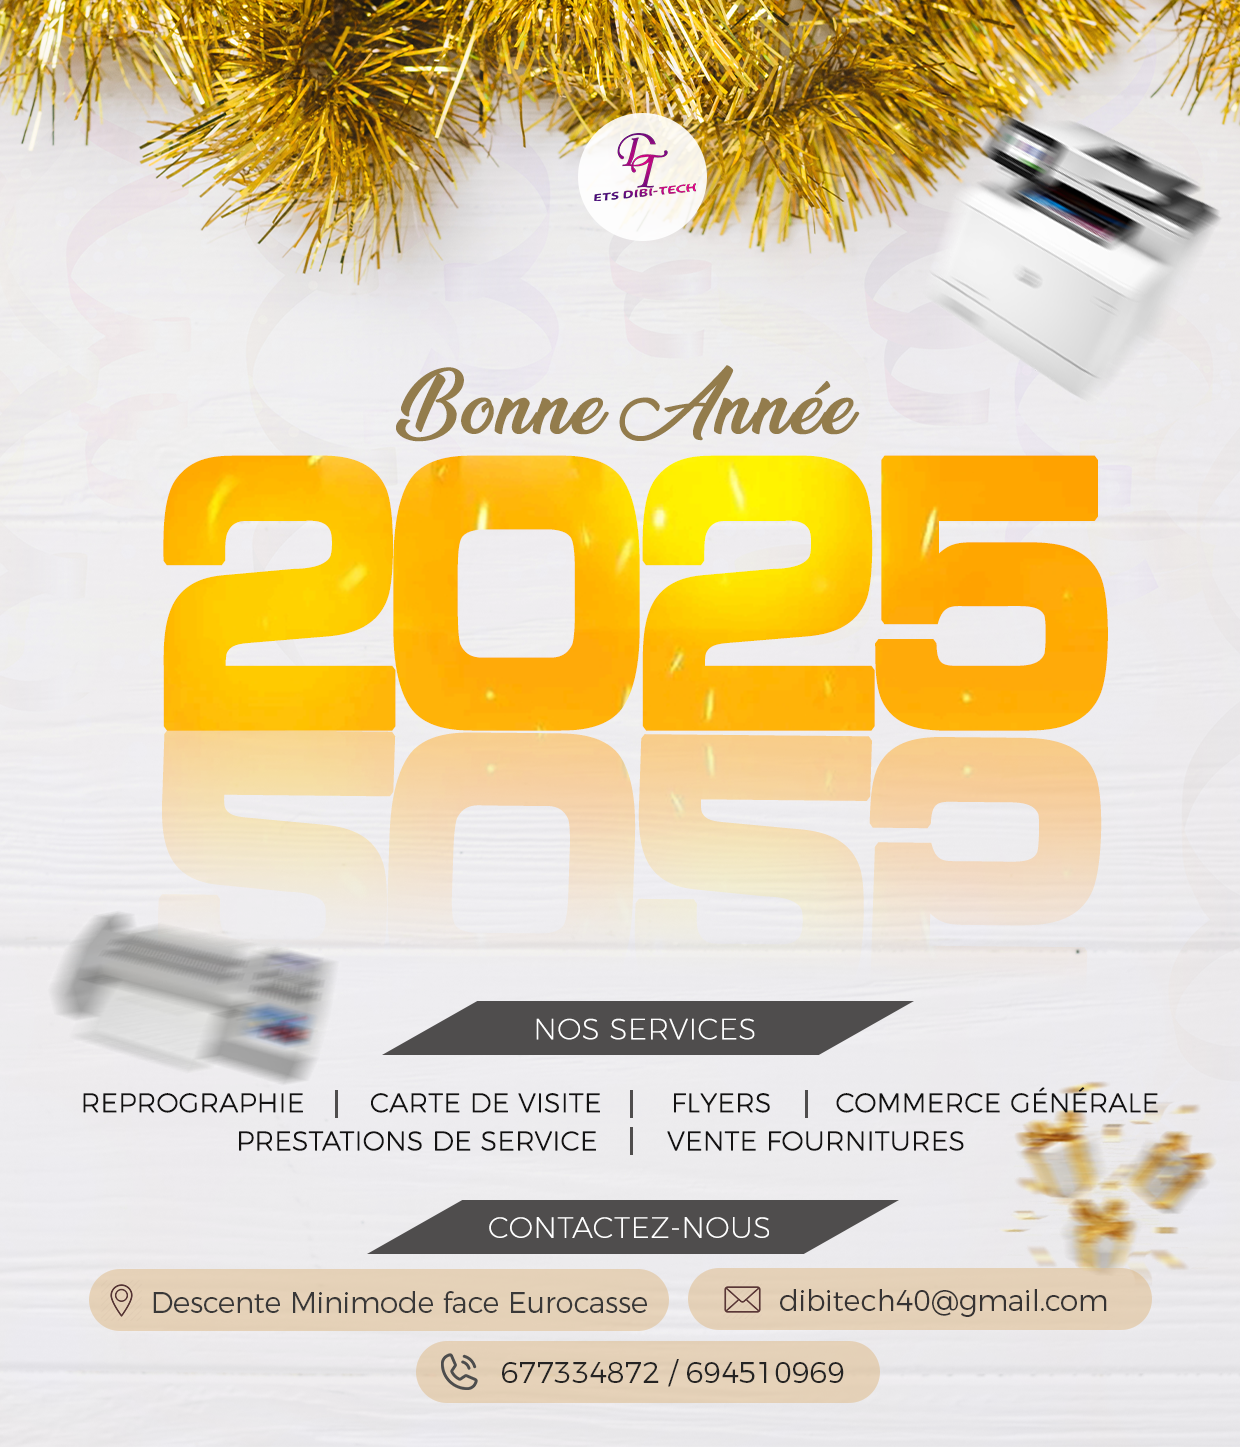 DT
ETS DIBI-TECH
Bonne Année
2025
NOS SERVICES
REPROGRAPHIE | CARTE DE VISITE | FLYERS | COMMERCE GÉNÉRALE
PRESTATIONS DE SERVICE | VENTE FOURNITURES
CONTACTEZ-NOUS
Descente Minimode face Eurocasse
dibitech40@gmail.com
677334872 / 694510969